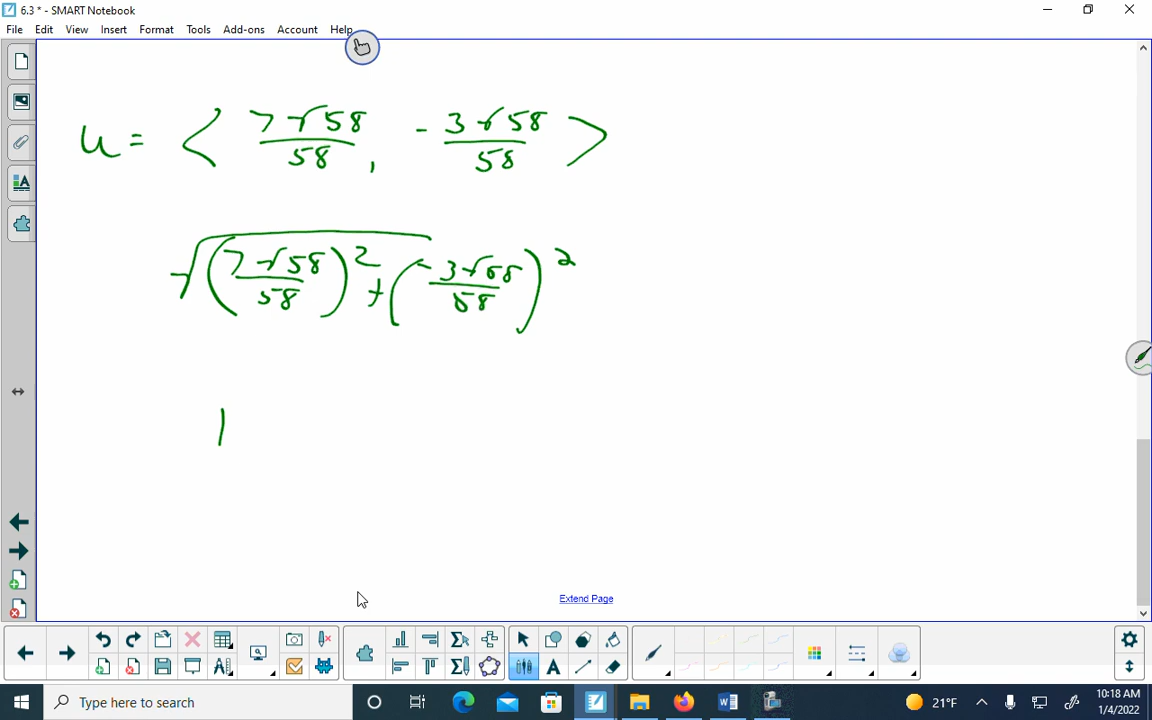 6.3 * - SMART Notebook
File Edit View Insert Format Tools Add-ons Account Help
u = < 7√58/58, -3√58/58 >
√(7√58/58)² + (-3√58/58)²
1
Extend Page
Type here to search
21°F
10:18 AM
1/4/2022